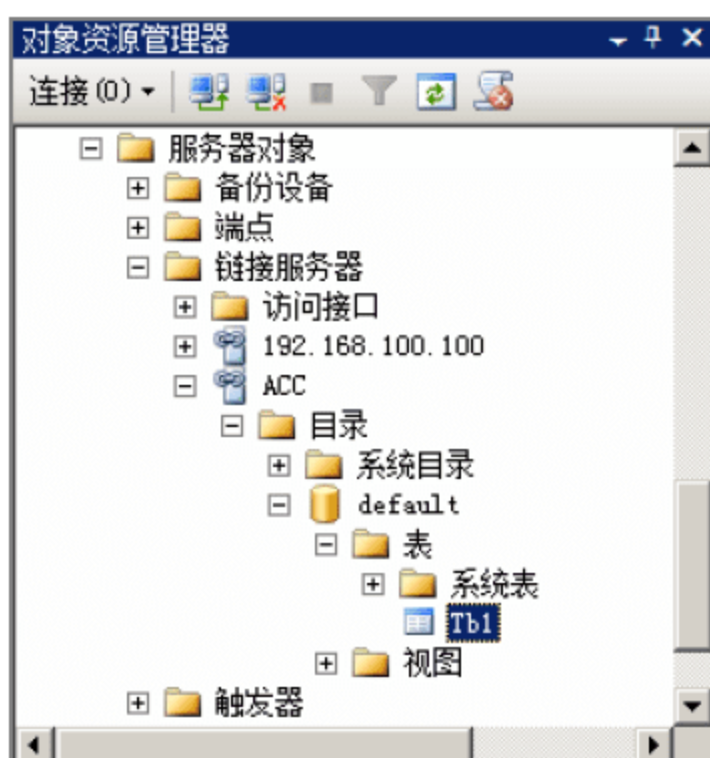 对象资源管理器
连接(O)
服务器对象
备份设备
端点
链接服务器
访问接口
192.168.100.100
ACC
目录
系统目录
default
表
系统表
Tb1
视图
触发器